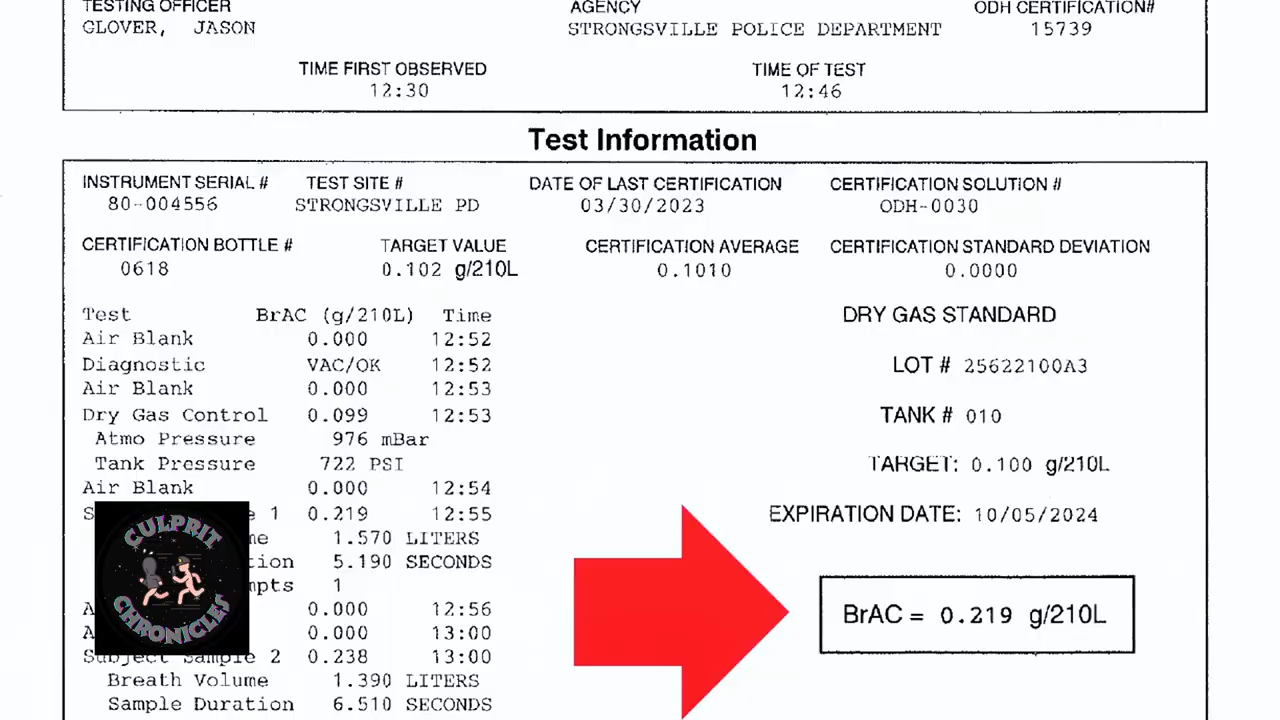 TESTING OFFICER AGENCY ODH CERTIFICATION#
GLOVER, JASON STRONGSVILLE POLICE DEPARTMENT 15739
TIME FIRST OBSERVED TIME OF TEST
12:30 12:46
Test Information
INSTRUMENT SERIAL # TEST SITE # DATE OF LAST CERTIFICATION CERTIFICATION SOLUTION #
80-004556 STRONGSVILLE PD 03/30/2023 ODH-0030
CERTIFICATION BOTTLE # TARGET VALUE CERTIFICATION AVERAGE CERTIFICATION STANDARD DEVIATION
0618 0.102 g/210L 0.1010 0.0000
Test BrAC (g/210L) Time DRY GAS STANDARD
Air Blank 0.000 12:52
Diagnostic VAC/OK 12:52 LOT # 25622100A3
Air Blank 0.000 12:53
Dry Gas Control 0.099 12:53 TANK # 010
Atmo Pressure 976 mBar
Tank Pressure 722 PSI TARGET: 0.100 g/210L
Air Blank 0.000 12:54
1 0.219 12:55 EXPIRATION DATE: 10/05/2024
1.570 LITERS
5.190 SECONDS
1
0.000 12:56 BrAC = 0.219 g/210L
0.000 13:00
Subject Sample 2 0.238 13:00
Breath Volume 1.390 LITERS
Sample Duration 6.510 SECONDS
CULPRIT
CHRONICLES